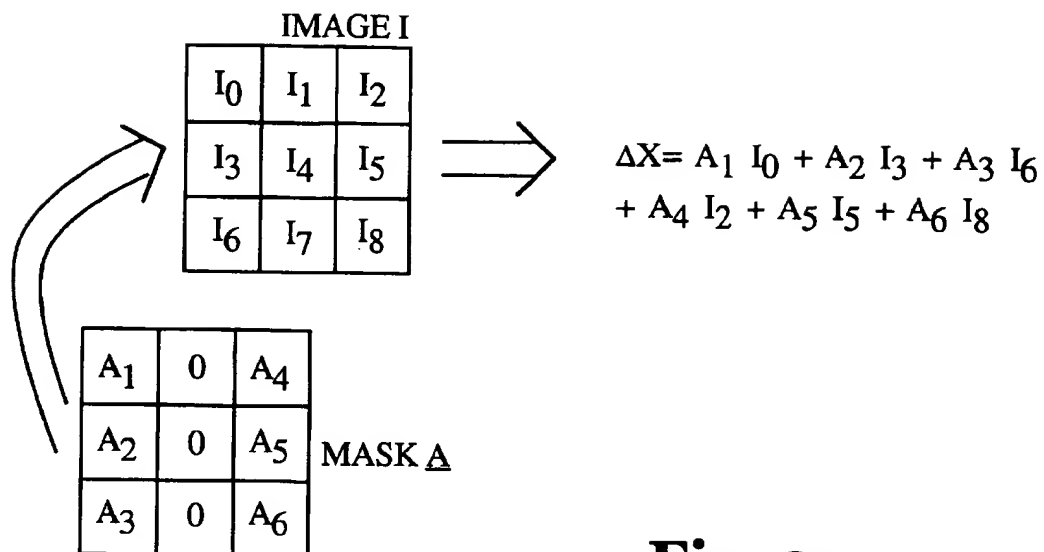 IMAGE I
I0 I1 I2
I3 I4 I5
I6 I7 I8
ΔX= A1 I0 + A2 I3 + A3 I6
+ A4 I2 + A5 I5 + A6 I8
A1 0 A4
A2 0 A5
MASK A
A3 0 A6